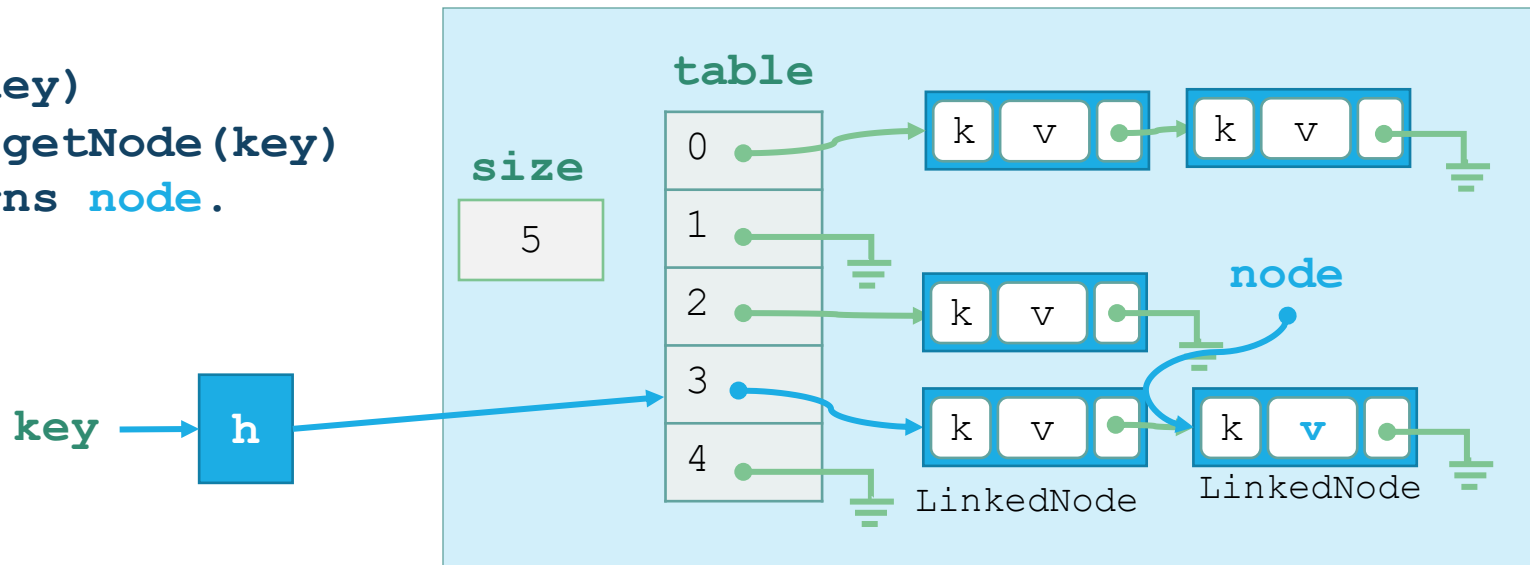 ey)
getNode(key)
ns node.
size
5
table
0
k v k v
1
2
k v
node
key h
3
k v k v
4
LinkedNode LinkedNode